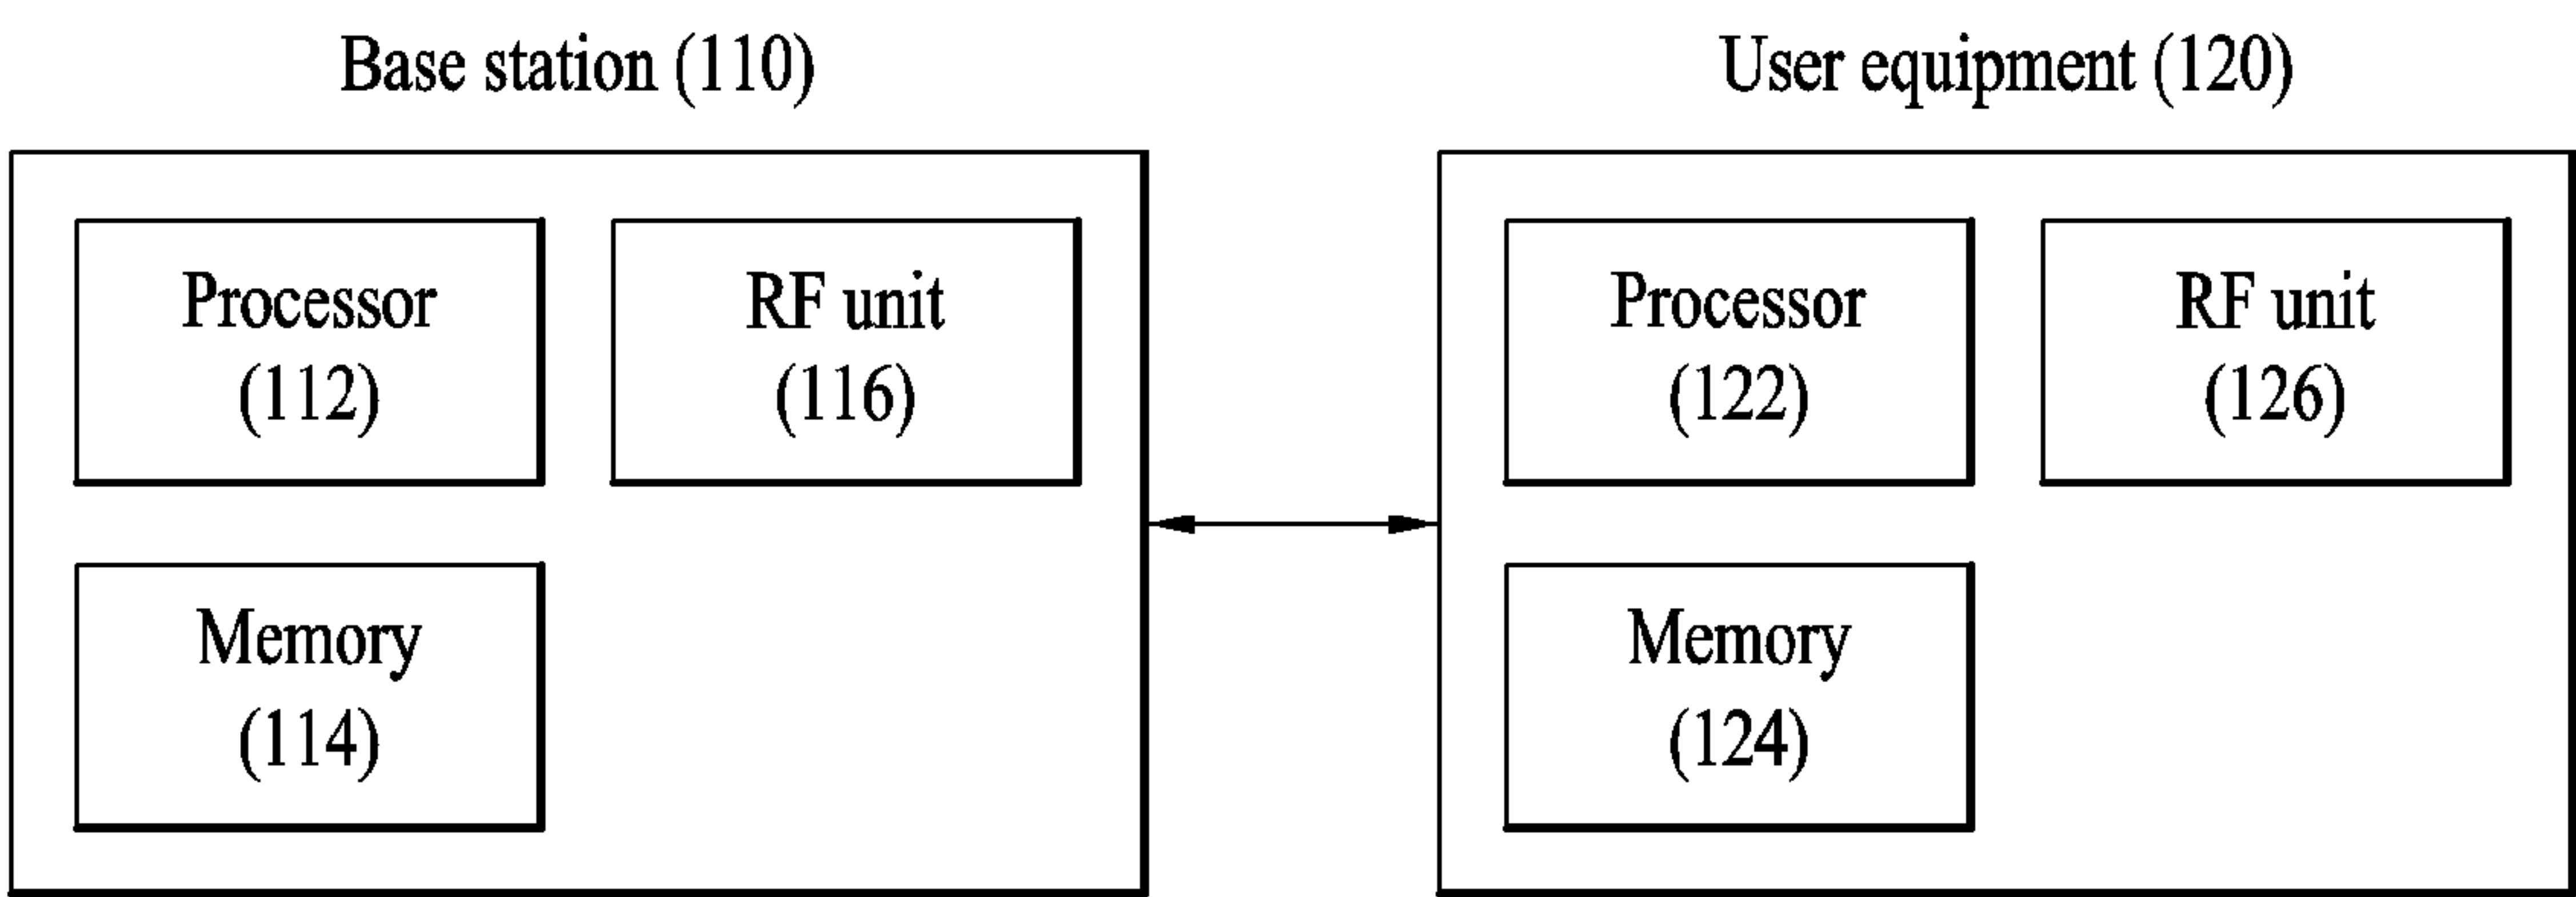 Base station (110)
Processor
(112)
RF unit
(116)
Memory
(114)
User equipment (120)
Processor
(122)
RF unit
(126)
Memory
(124)